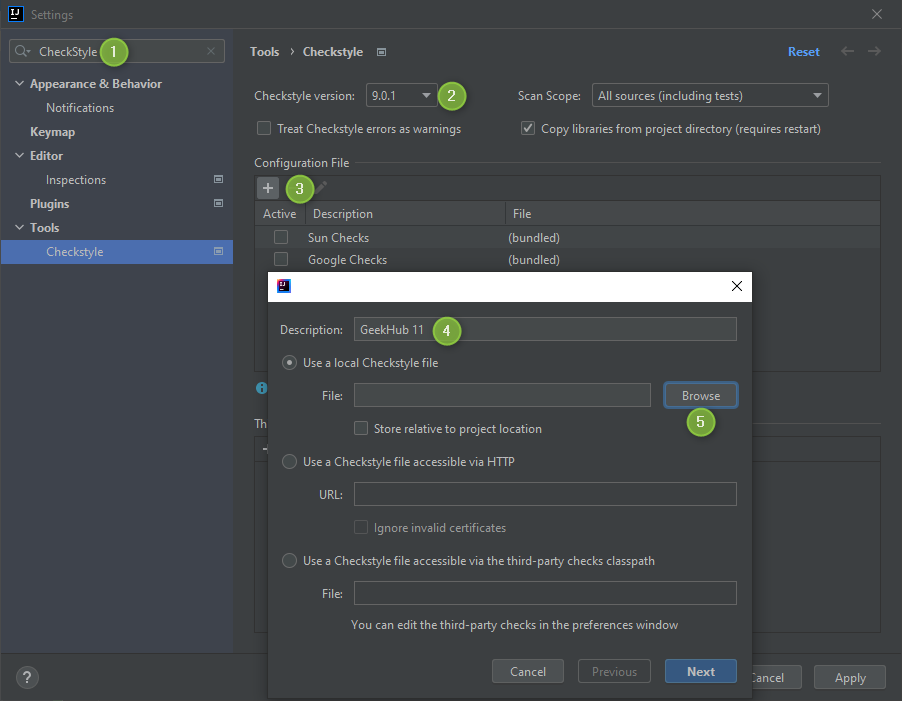 Settings
CheckStyle 1
Tools › Checkstyle
Reset
Appearance & Behavior
Notifications
Keymap
Editor
Inspections
Plugins
Tools
Checkstyle
Checkstyle version: 9.0.1 2
Scan Scope: All sources (including tests)
Treat Checkstyle errors as warnings
Copy libraries from project directory (requires restart)
Configuration File
+ 3
Active Description File
Sun Checks (bundled)
Google Checks (bundled)
Description: GeekHub 11 4
Use a local Checkstyle file
File: Browse
5
Store relative to project location
Th
Use a Checkstyle file accessible via HTTP
URL:
Ignore invalid certificates
Use a Checkstyle file accessible via the third-party checks classpath
File:
You can edit the third-party checks in the preferences window
Cancel Previous Next
? Cancel Apply